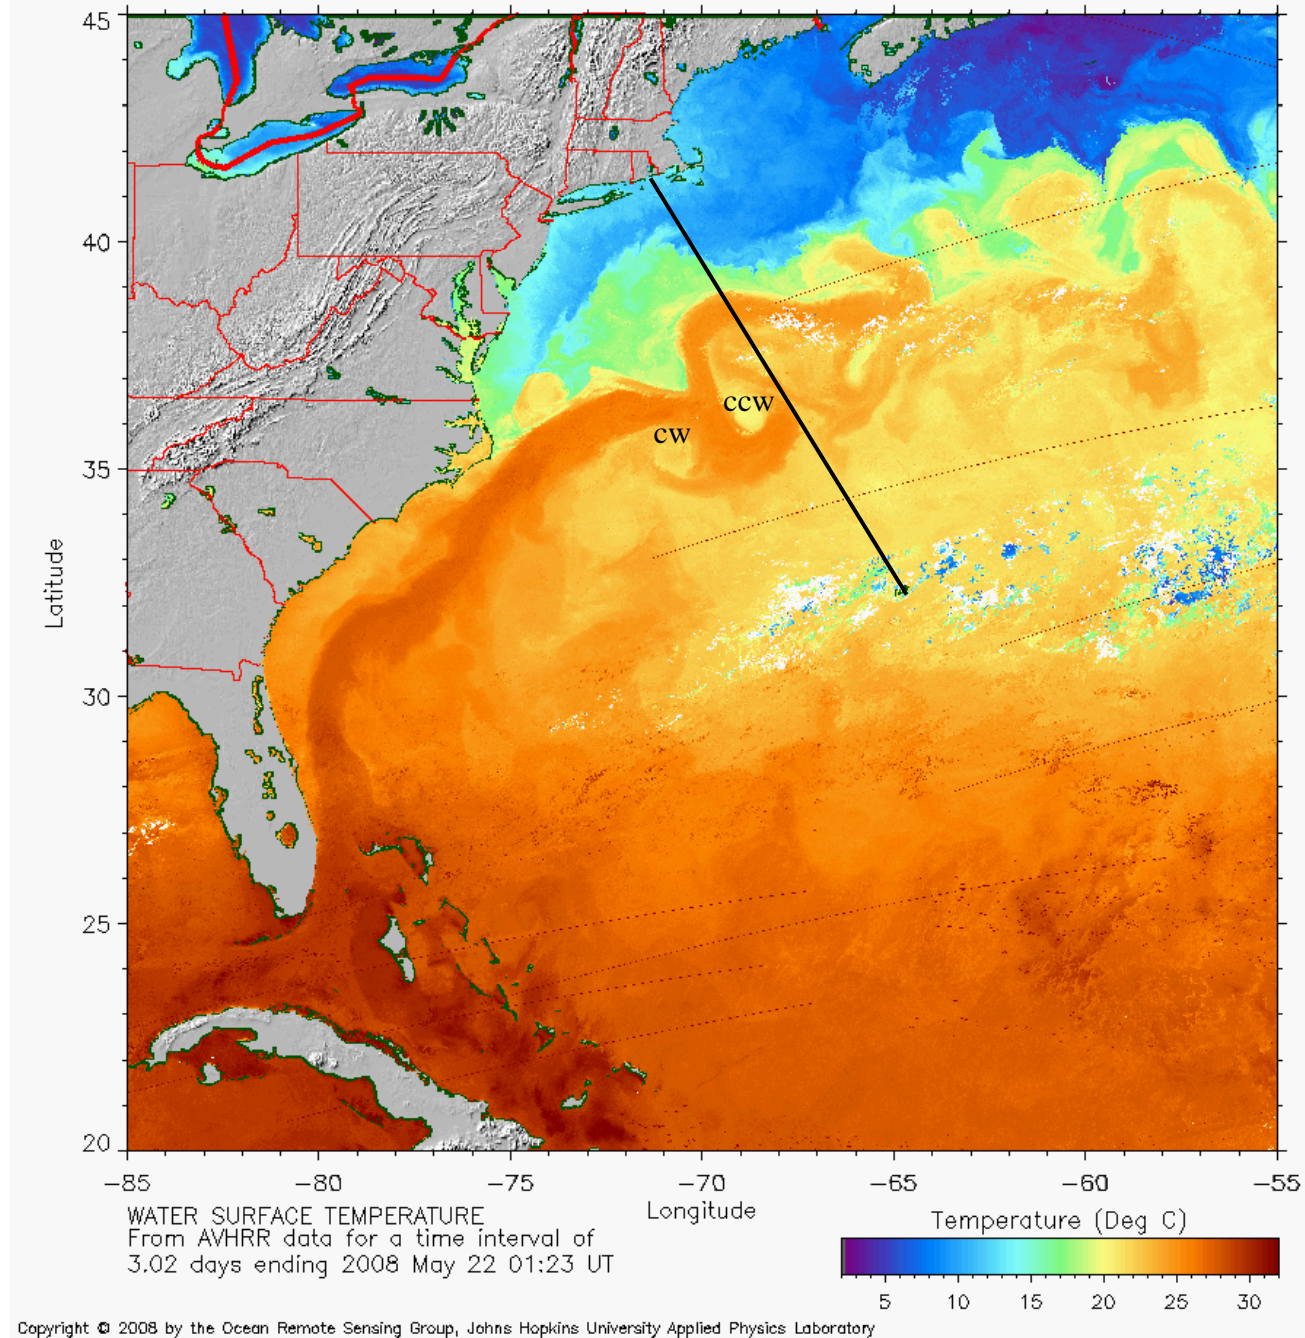 45
40
35
30
25
20
Latitude
ccw
cw
−85 −80 −75 −70 −65 −60 −55
Longitude
WATER SURFACE TEMPERATURE
From AVHRR data for a time interval of
3.02 days ending 2008 May 22 01:23 UT
Temperature (Deg C)
5 10 15 20 25 30
Copyright © 2008 by the Ocean Remote Sensing Group, Johns Hopkins University Applied Physics Laboratory